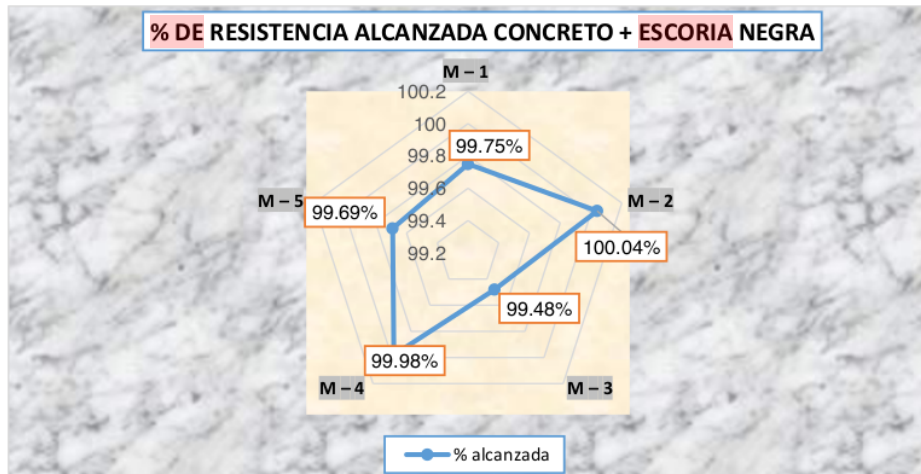 % DE RESISTENCIA ALCANZADA CONCRETO + ESCORIA NEGRA
M – 1
100.2
100
99.75%
99.8
99.6
M – 5
M – 2
99.69%
99.4
100.04%
99.2
99.48%
99.98%
M – 4
M – 3
% alcanzada